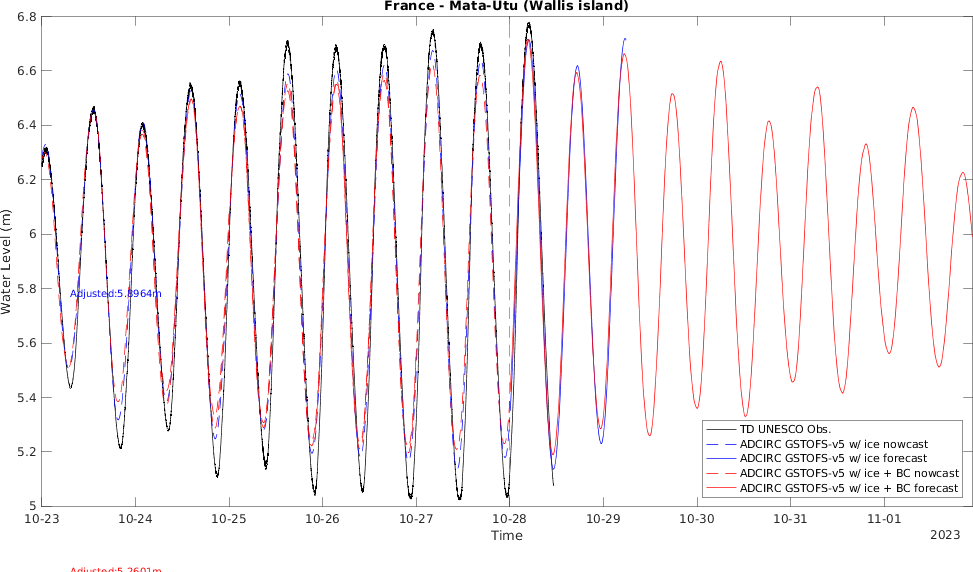 France - Mata-Utu (Wallis island)
6.8
6.6
6.4
6.2
6
5.8
5.6
5.4
5.2
5
Water Level (m)
Adjusted:5.8964m
TD UNESCO Obs.
ADCIRC GSTOFS-v5 w/ ice nowcast
ADCIRC GSTOFS-v5 w/ ice forecast
ADCIRC GSTOFS-v5 w/ ice + BC nowcast
ADCIRC GSTOFS-v5 w/ ice + BC forecast
10-23 10-24 10-25 10-26 10-27 10-28 10-29 10-30 10-31 11-01
Time
2023
Adjusted:5.2601m